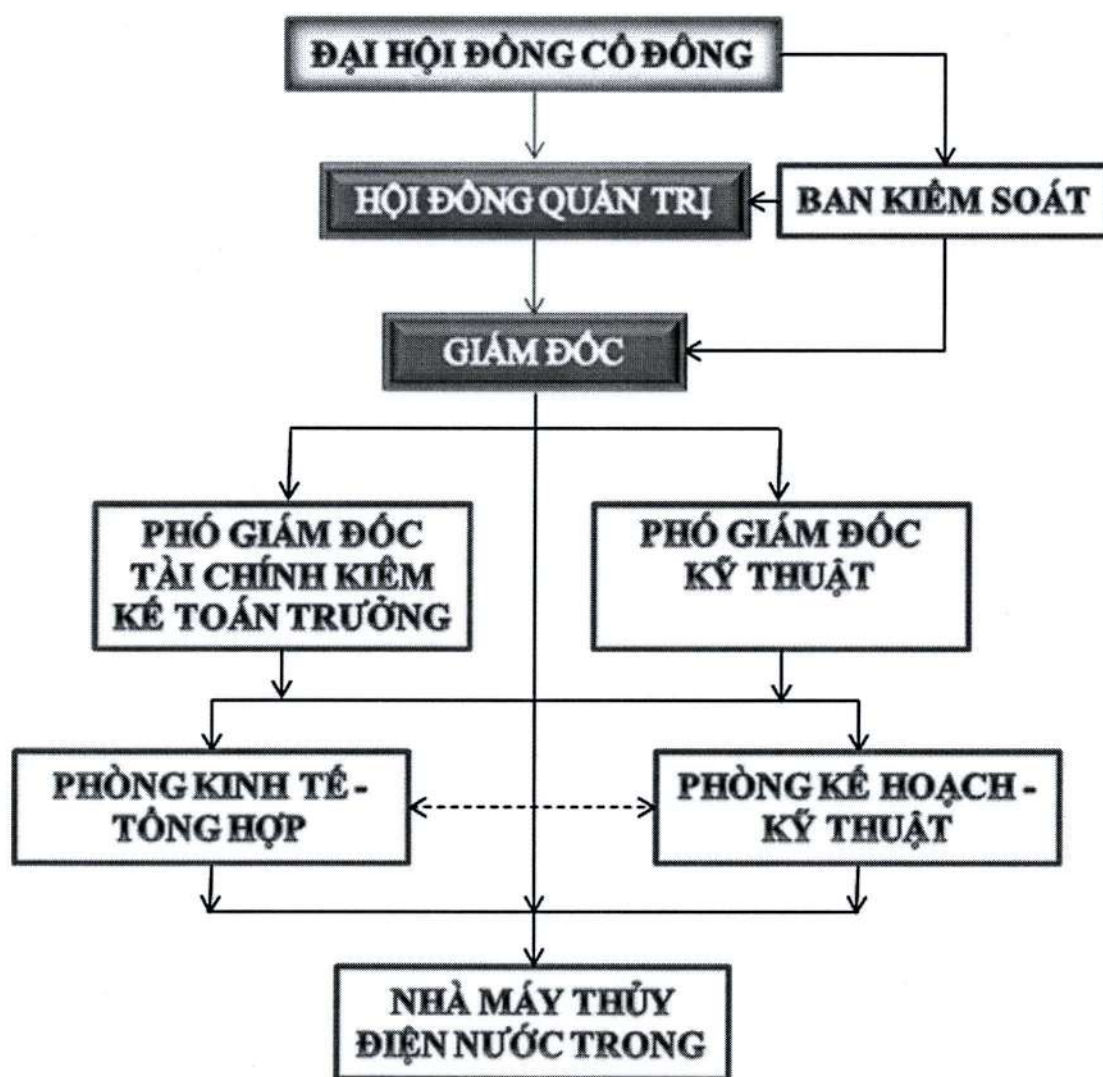 ĐẠI HỘI ĐỒNG CỔ ĐÔNG
HỘI ĐỒNG QUẢN TRỊ
BAN KIỂM SOÁT
GIÁM ĐỐC
PHÓ GIÁM ĐỐC
TÀI CHÍNH KIÊM
KẾ TOÁN TRƯỞNG
PHÓ GIÁM ĐỐC
KỸ THUẬT
PHÒNG KINH TẾ -
TỔNG HỢP
PHÒNG KẾ HOẠCH -
KỸ THUẬT
NHÀ MÁY THỦY
ĐIỆN NƯỚC TRONG